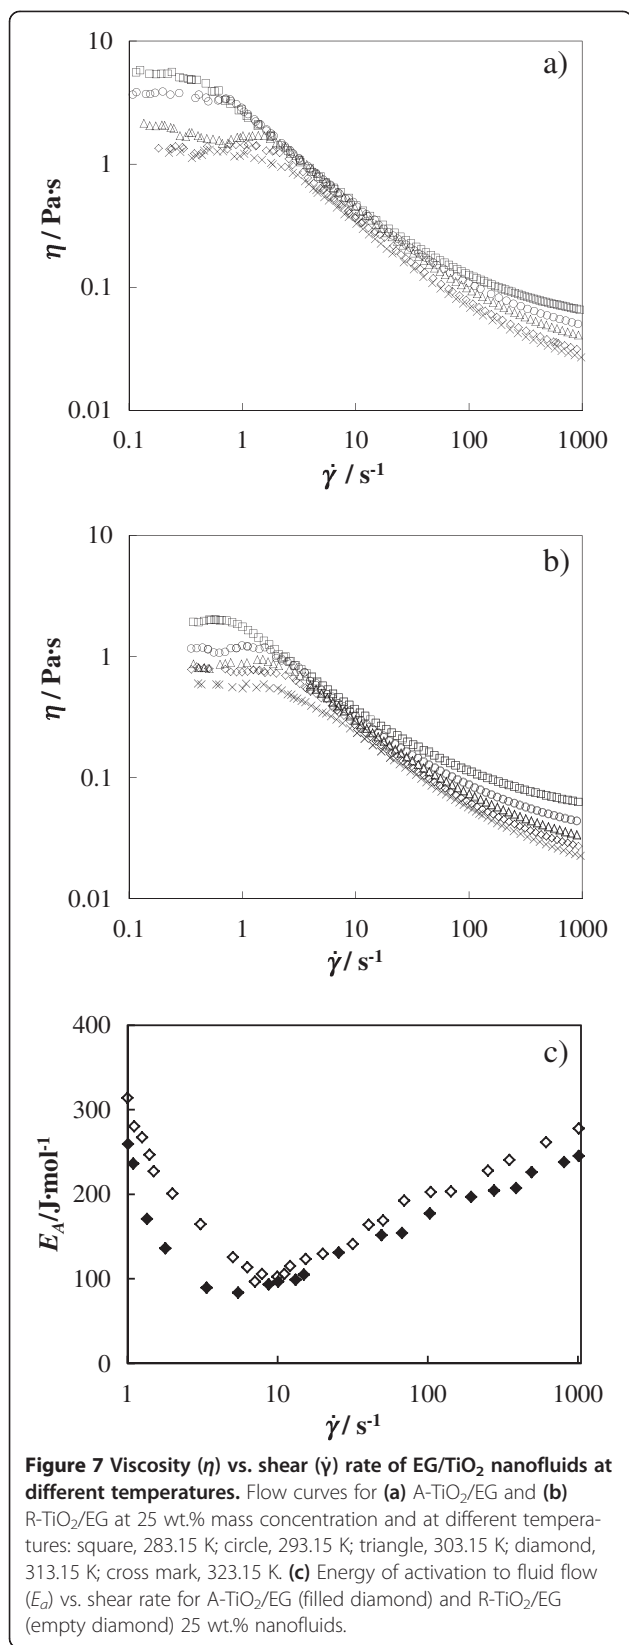 10
a)
1
η / Pa·s
0.1
0.01
0.1 1 10 100 1000
γ̇ / s-1
10
b)
1
η / Pa·s
0.1
0.01
0.1 1 10 100 1000
γ̇ / s-1
400
c)
300
EA/J·mol-1
200
100
0
1 10 100 1000
γ̇ / s-1
Figure 7 Viscosity (η) vs. shear (γ̇) rate of EG/TiO2 nanofluids at
different temperatures. Flow curves for (a) A-TiO2/EG and (b)
R-TiO2/EG at 25 wt.% mass concentration and at different tempera-
tures: square, 283.15 K; circle, 293.15 K; triangle, 303.15 K; diamond,
313.15 K; cross mark, 323.15 K. (c) Energy of activation to fluid flow
(Ea) vs. shear rate for A-TiO2/EG (filled diamond) and R-TiO2/EG
(empty diamond) 25 wt.% nanofluids.